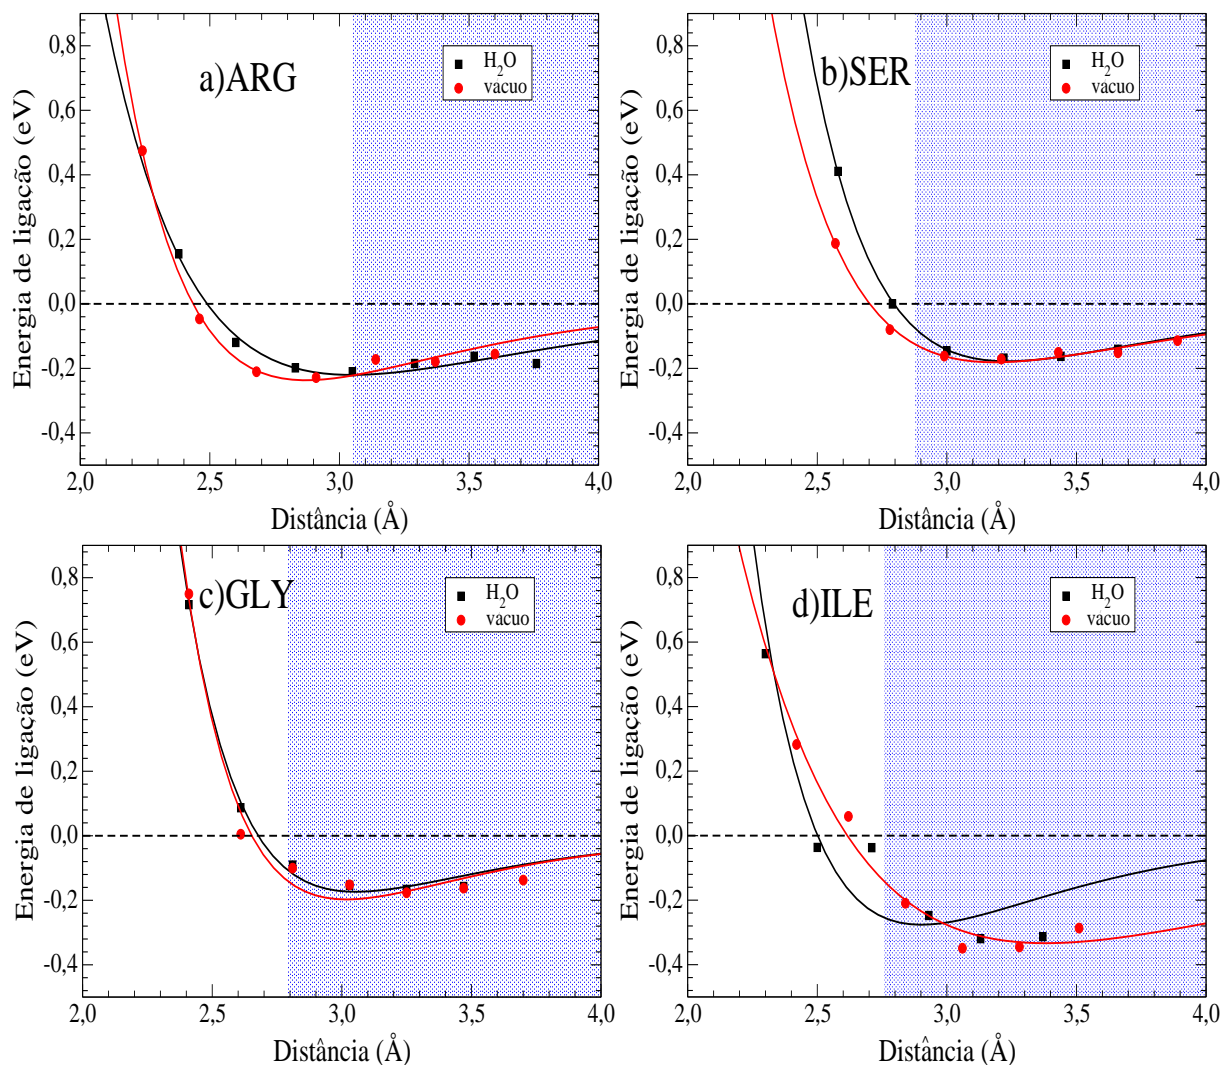 0,8
0,6
0,4
0,2
0,0
-0,2
-0,4
Energia de ligação (eV)
a)ARG
H2O
vácuo
2,0 2,5 3,0 3,5 4,0
Distância (Å)
0,8
0,6
0,4
0,2
0,0
-0,2
-0,4
Energia de ligação (eV)
b)SER
H2O
vácuo
2,0 2,5 3,0 3,5 4,0
Distância (Å)
0,8
0,6
0,4
0,2
0,0
-0,2
-0,4
Energia de ligação (eV)
c)GLY
H2O
vácuo
2,0 2,5 3,0 3,5 4,0
Distância (Å)
0,8
0,6
0,4
0,2
0,0
-0,2
-0,4
Energia de ligação (eV)
d)ILE
H2O
vácuo
2,0 2,5 3,0 3,5 4,0
Distância (Å)